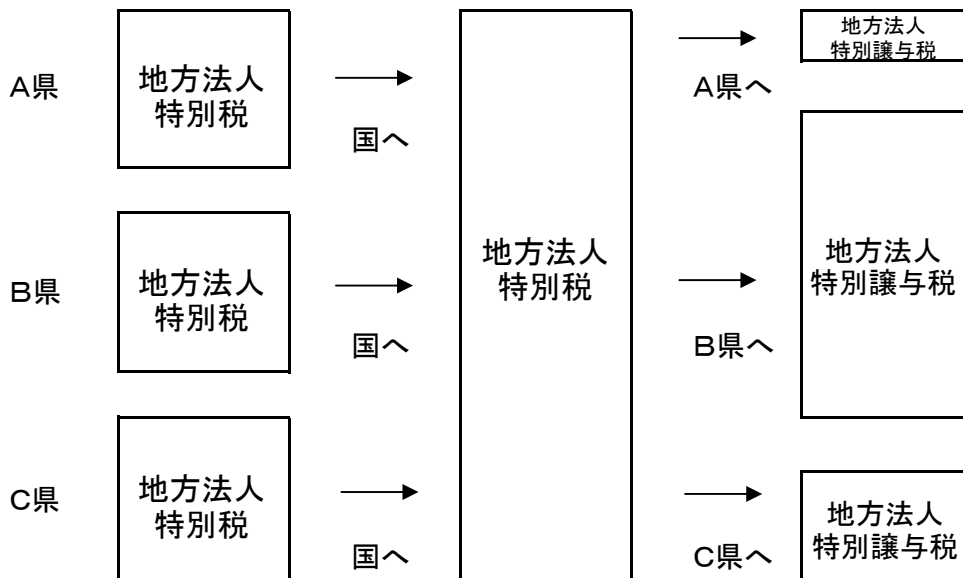 A県
地方法人
特別税
国へ
B県
地方法人
特別税
国へ
C県
地方法人
特別税
国へ
地方法人
特別税
A県へ
地方法人
特別譲与税
B県へ
地方法人
特別譲与税
C県へ
地方法人
特別譲与税